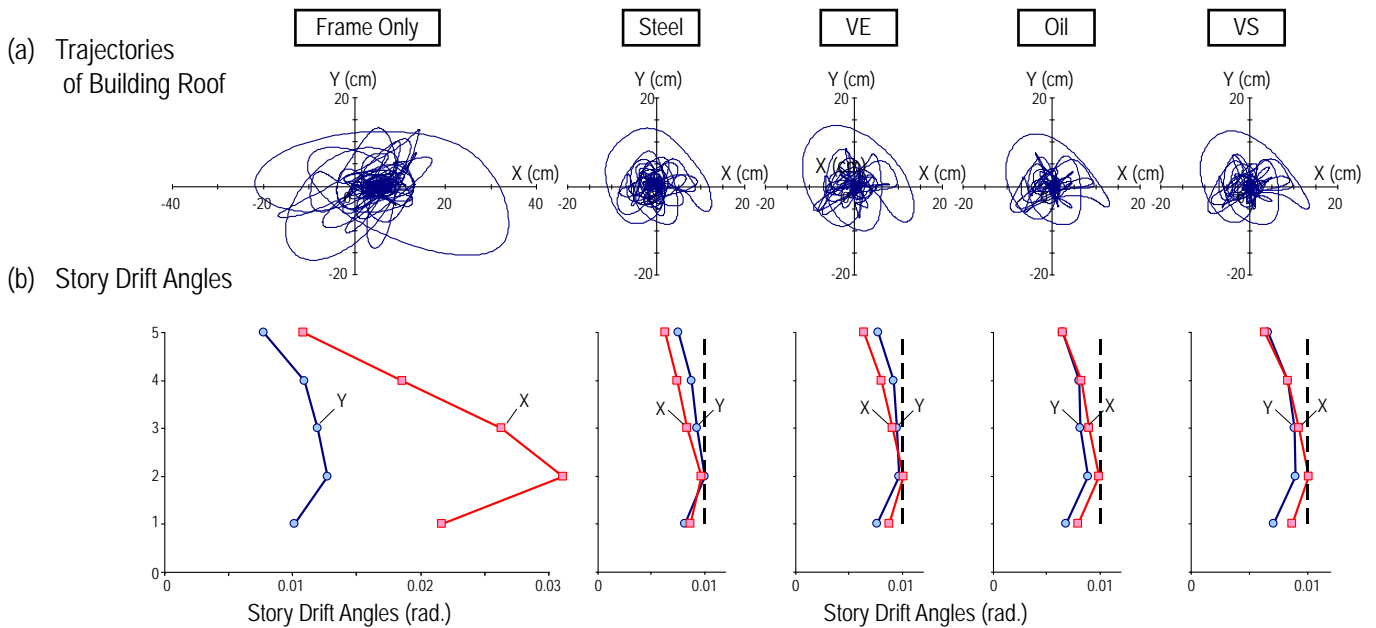 Frame Only
Steel
VE
Oil
VS
(a) Trajectories
of Building Roof
Y (cm)
20
X (cm)
-40
-20
20
40
-20
Y (cm)
20
X (cm)
-20
20
-20
Y (cm)
20
X (cm)
X (cm)
-20
20
-20
Y (cm)
20
X (cm)
-20
20
-20
Y (cm)
20
X (cm)
-20
20
-20
(b) Story Drift Angles
5
4
3
2
1
0
Y
X
0
0.01
0.02
0.03
X
Y
0
0.01
X
Y
0
0.01
Y
X
0
0.01
Y
X
0
0.01
Story Drift Angles (rad.)
Story Drift Angles (rad.)